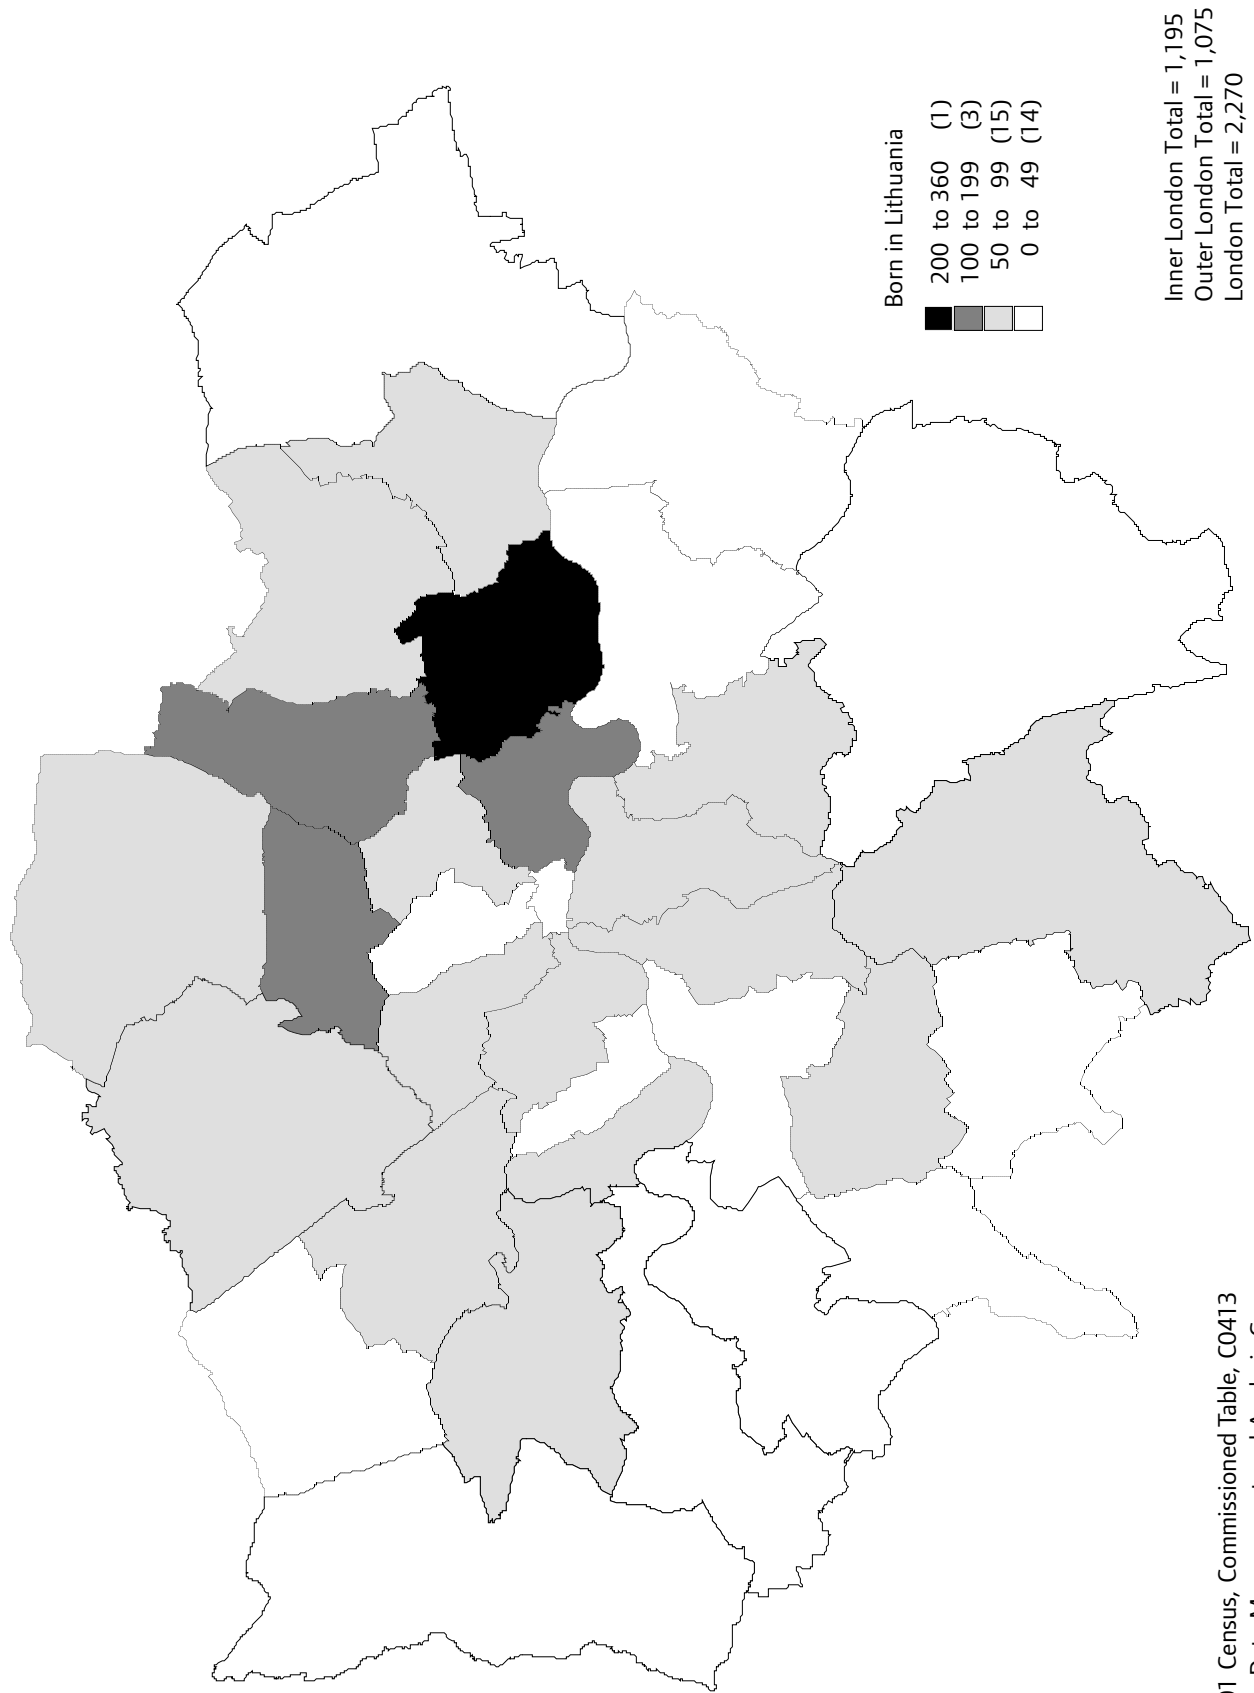 Born in Lithuania
200 to 360 (1)
100 to 199 (3)
50 to 99 (15)
0 to 49 (14)
Inner London Total = 1,195
Outer London Total = 1,075
London Total = 2,270
Census, Commissioned Table, C0413